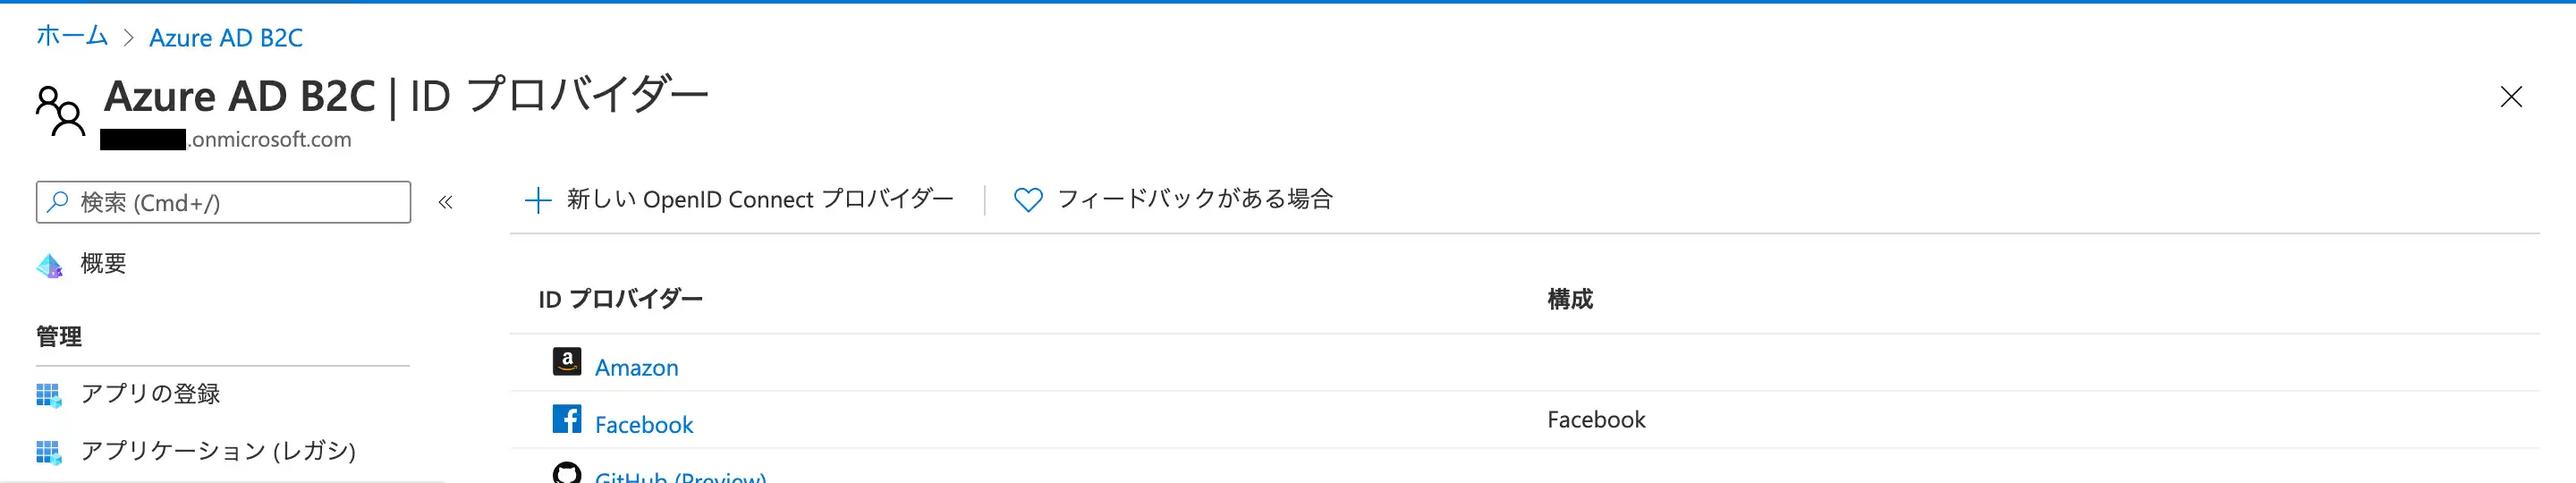 ホーム > Azure AD B2C
Azure AD B2C | ID プロバイダー
.onmicrosoft.com
検索 (Cmd+/)
«
新しい OpenID Connect プロバイダー
フィードバックがある場合
概要
管理
アプリの登録
アプリケーション (レガシ)
ID プロバイダー 構成
Amazon
Facebook Facebook
GitHub (Preview)